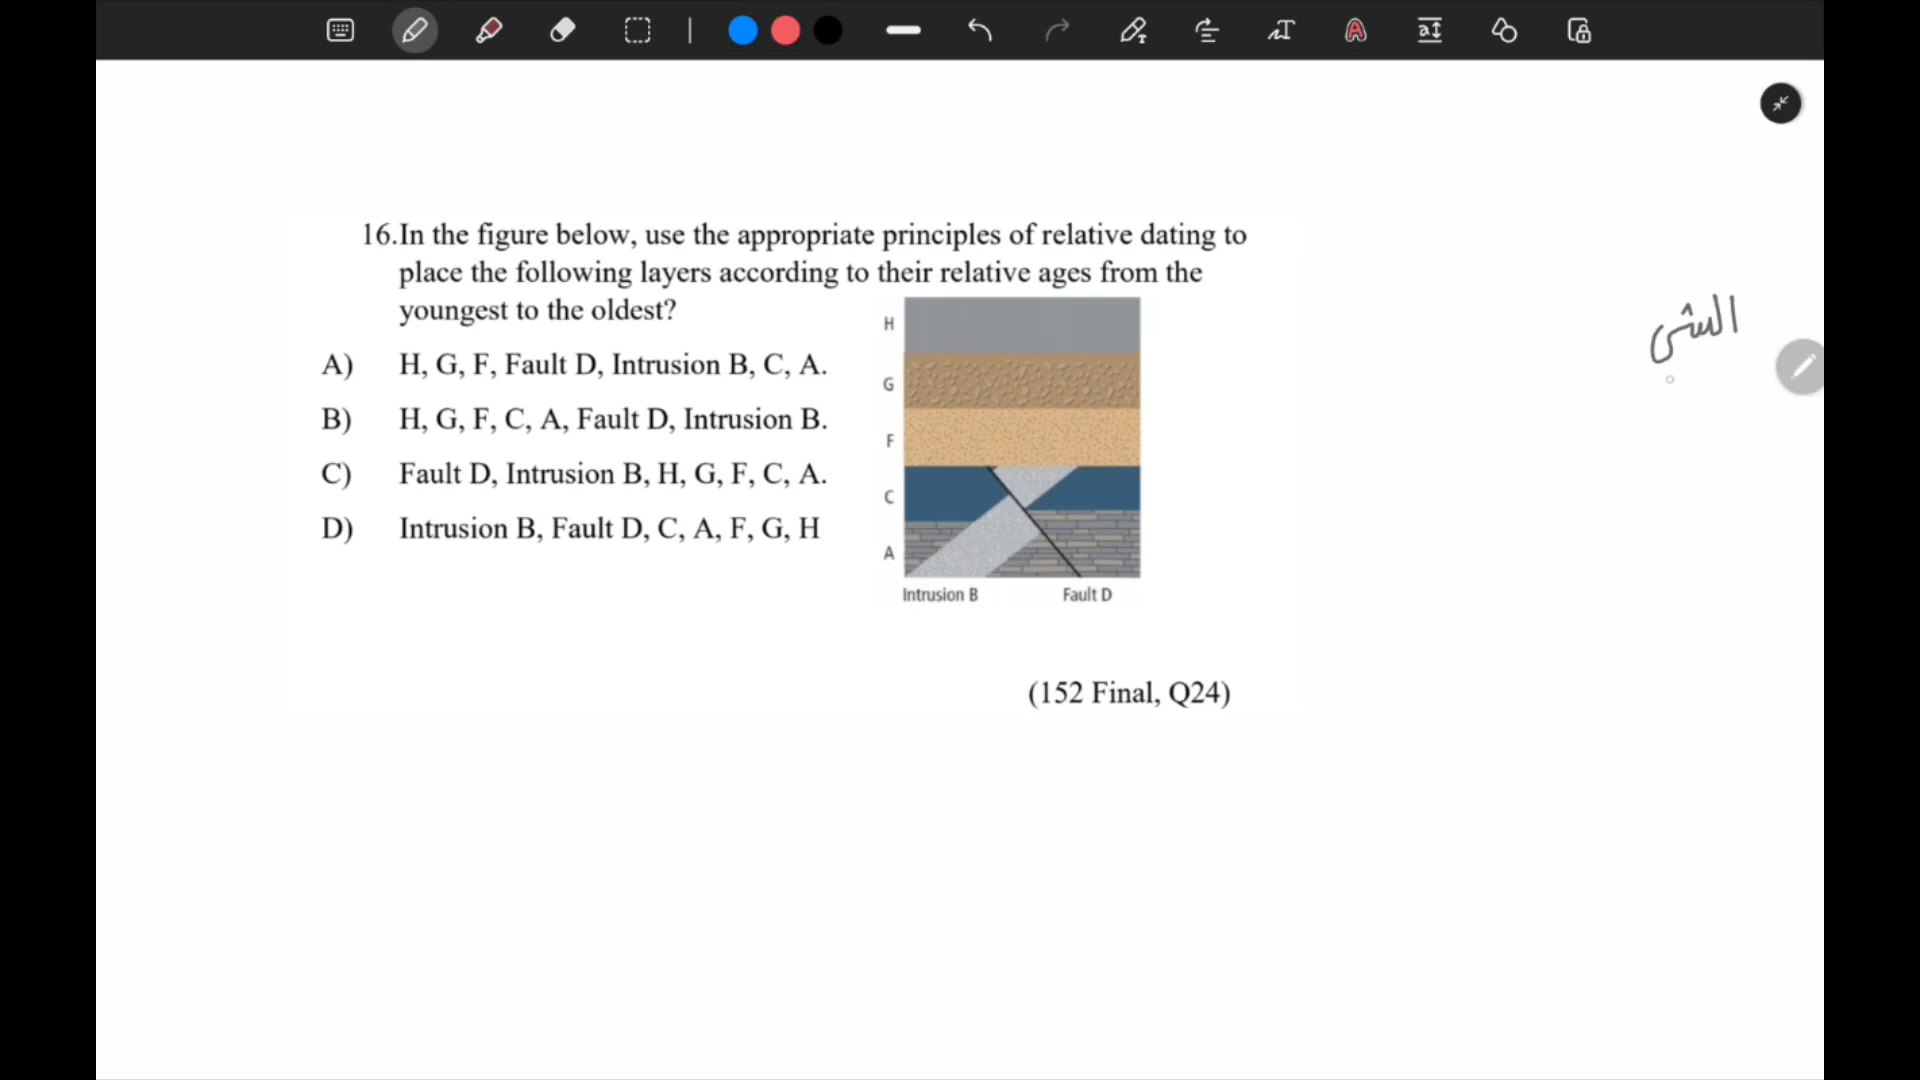 16.In the figure below, use the appropriate principles of relative dating to
place the following layers according to their relative ages from the
youngest to the oldest?
A) H, G, F, Fault D, Intrusion B, C, A.
B) H, G, F, C, A, Fault D, Intrusion B.
C) Fault D, Intrusion B, H, G, F, C, A.
D) Intrusion B, Fault D, C, A, F, G, H
H
G
F
C
A
Intrusion B Fault D
(152 Final, Q24)